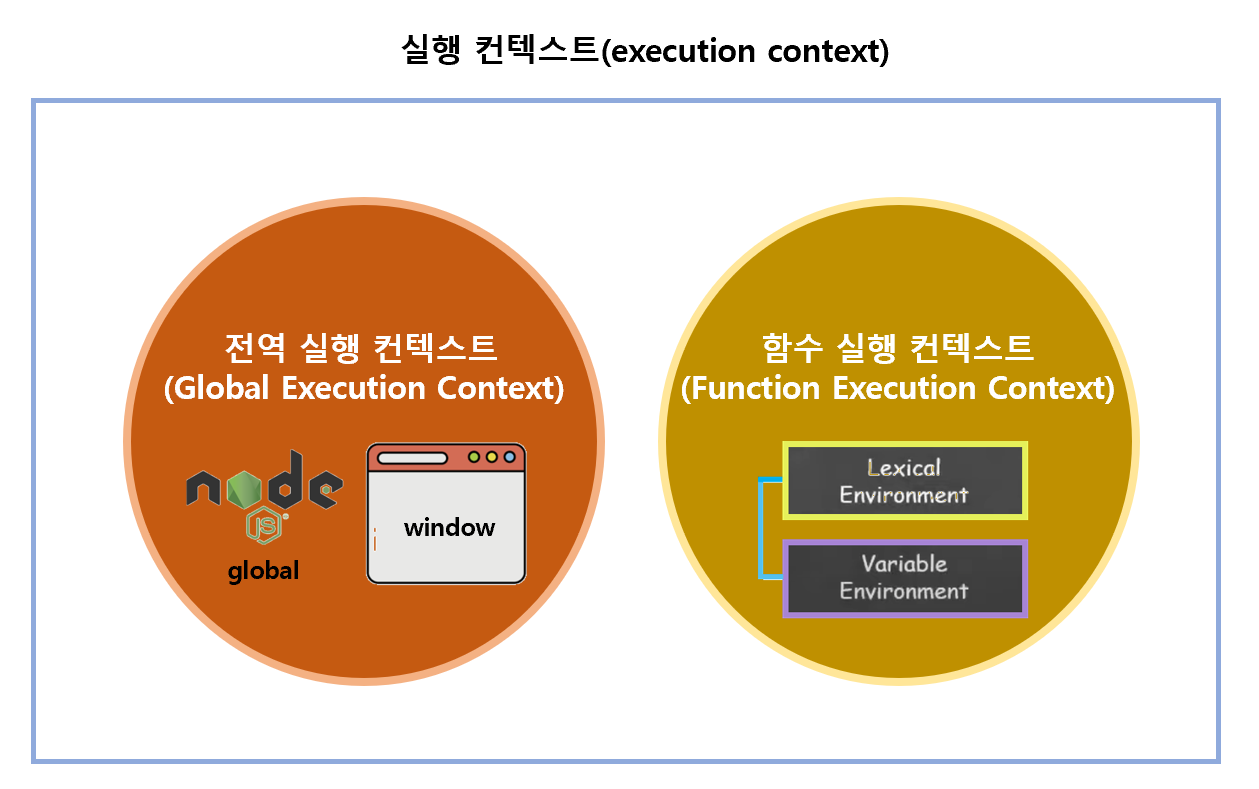 실행 컨텍스트(execution context)
전역 실행 컨텍스트
(Global Execution Context)
node
JS
global
window
함수 실행 컨텍스트
(Function Execution Context)
Lexical
Environment
Variable
Environment